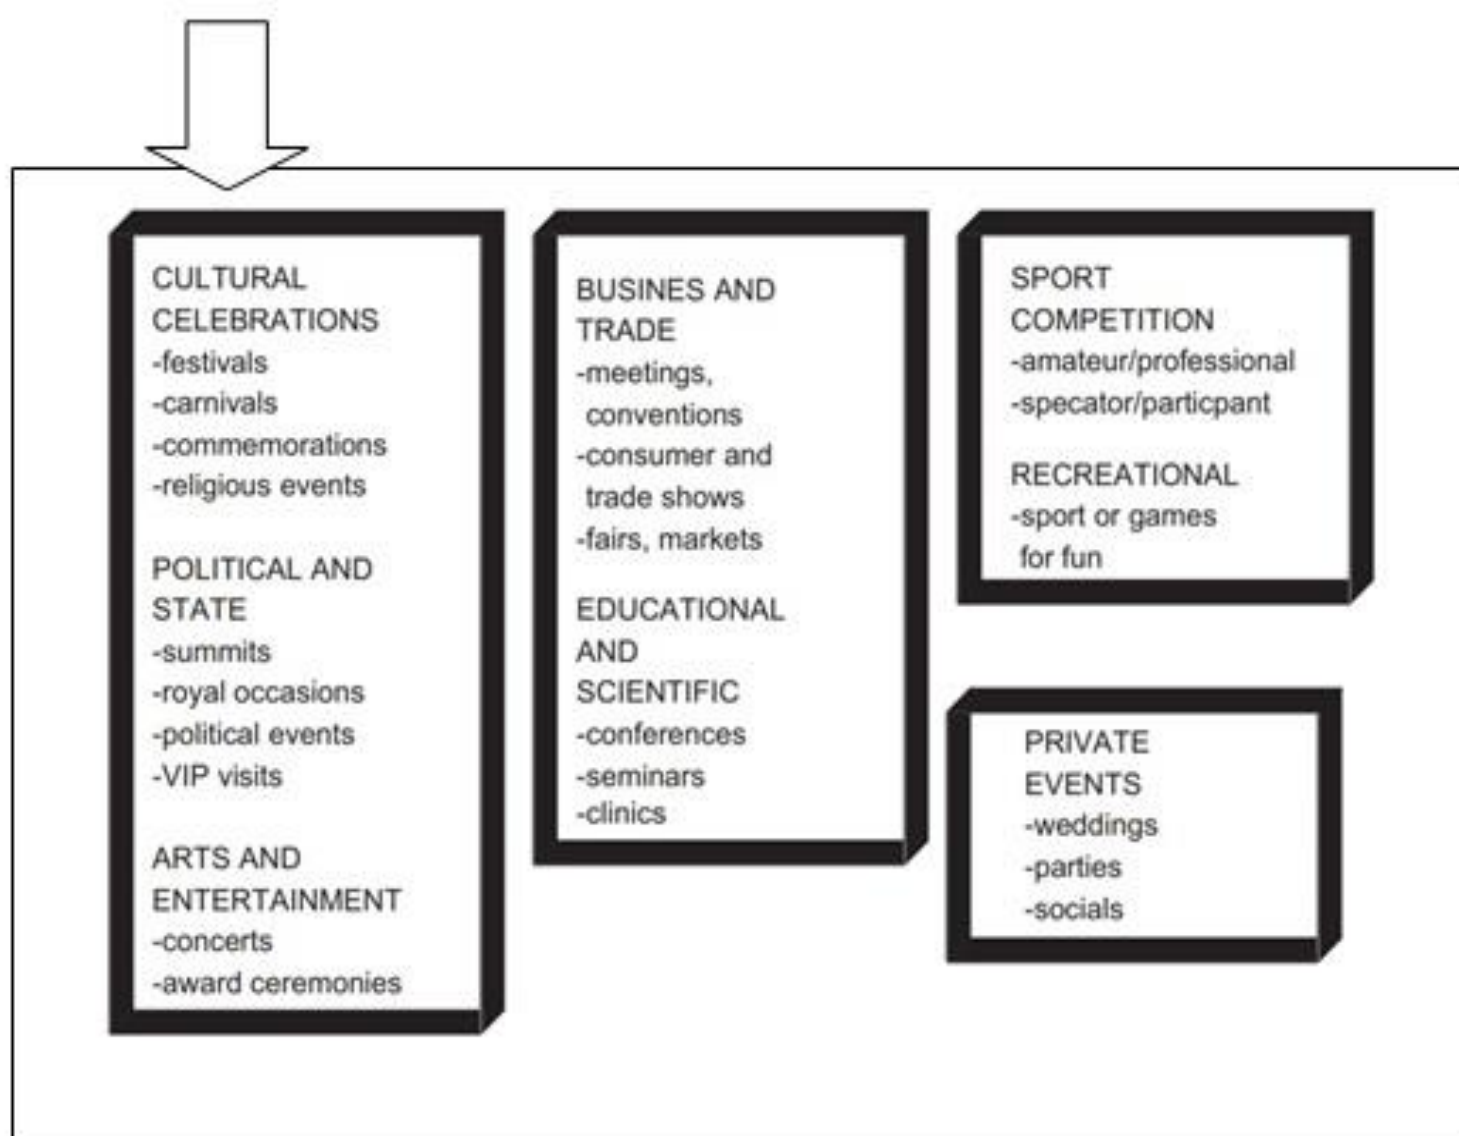 CULTURAL
CELEBRATIONS
-festivals
-carnivals
-commemorations
-religious events
POLITICAL AND
STATE
-summits
-royal occasions
-political events
-VIP visits
ARTS AND
ENTERTAINMENT
-concerts
-award ceremonies
BUSINES AND
TRADE
-meetings,
conventions
-consumer and
trade shows
-fairs, markets
EDUCATIONAL
AND
SCIENTIFIC
-conferences
-seminars
-clinics
SPORT
COMPETITION
-amateur/professional
-specator/particpant
RECREATIONAL
-sport or games
for fun
PRIVATE
EVENTS
-weddings
-parties
-socials